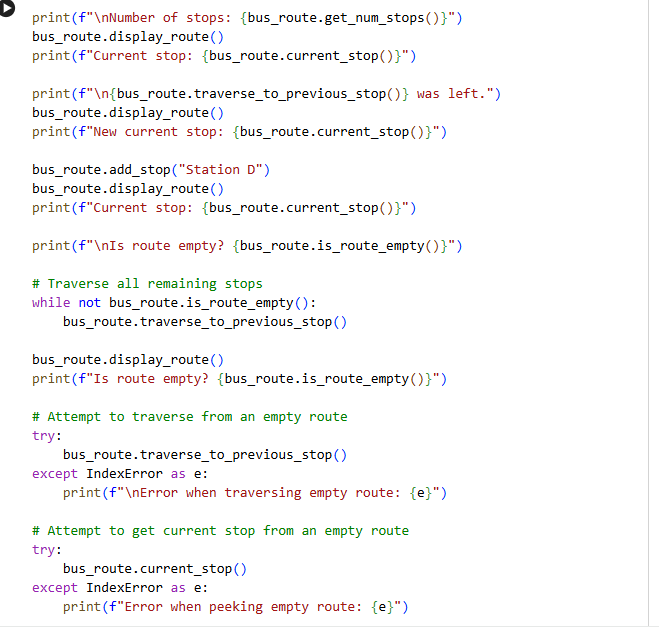 print(f"\nNumber of stops: {bus_route.get_num_stops()}")
bus_route.display_route()
print(f"Current stop: {bus_route.current_stop()}")

print(f"\n{bus_route.traverse_to_previous_stop()} was left.")
bus_route.display_route()
print(f"New current stop: {bus_route.current_stop()}")

bus_route.add_stop("Station D")
bus_route.display_route()
print(f"Current stop: {bus_route.current_stop()}")

print(f"\nIs route empty? {bus_route.is_route_empty()}")

# Traverse all remaining stops
while not bus_route.is_route_empty():
    bus_route.traverse_to_previous_stop()

bus_route.display_route()
print(f"Is route empty? {bus_route.is_route_empty()}")

# Attempt to traverse from an empty route
try:
    bus_route.traverse_to_previous_stop()
except IndexError as e:
    print(f"\nError when traversing empty route: {e}")

# Attempt to get current stop from an empty route
try:
    bus_route.current_stop()
except IndexError as e:
    print(f"Error when peeking empty route: {e}")